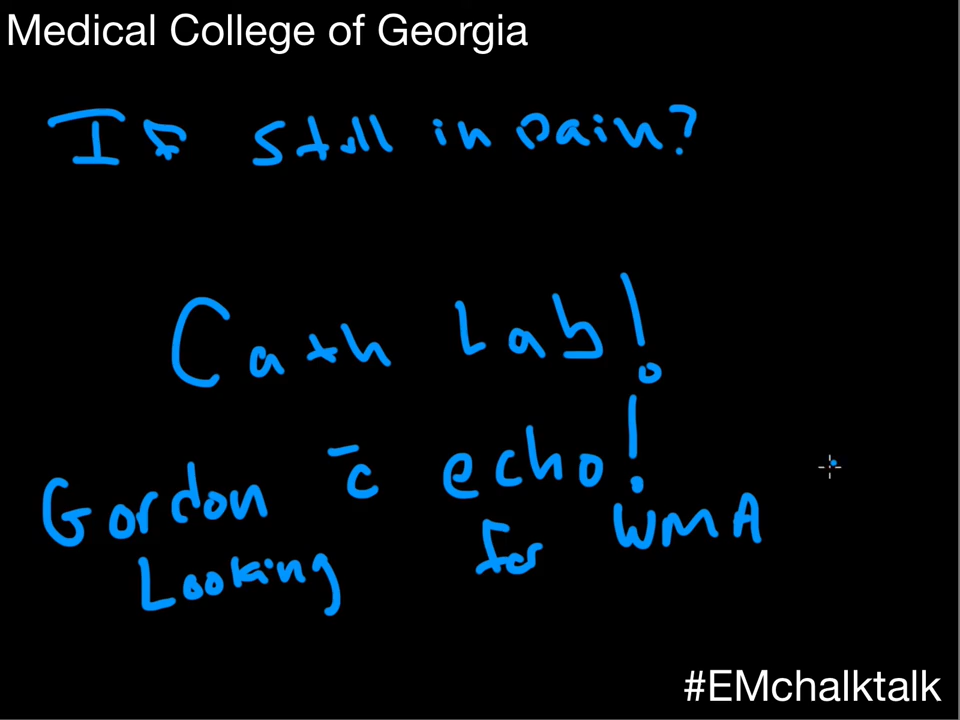 Medical College of Georgia
If still in pain?
Cath Lab!
Gordon c̄ echo!
Looking for WMA
#EMchalktalk